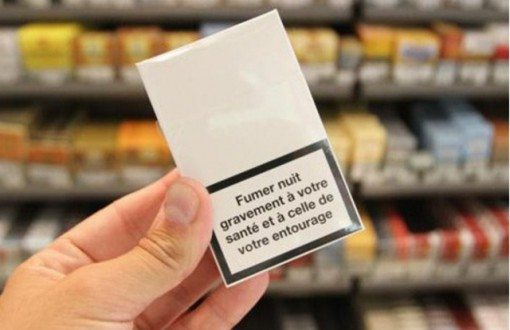 Fumer nuit
gravement à votre
santé et à celle de
votre entourage